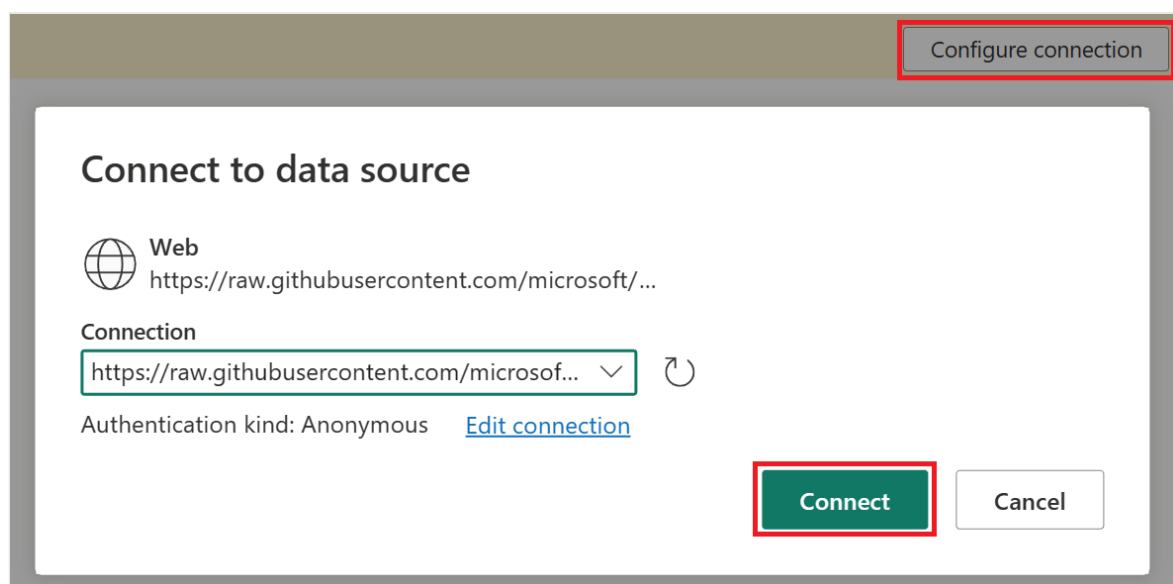 Configure connection
Connect to data source
Web
https://raw.githubusercontent.com/microsoft/...
Connection
https://raw.githubusercontent.com/microsof...
Authentication kind: Anonymous Edit connection
Connect Cancel